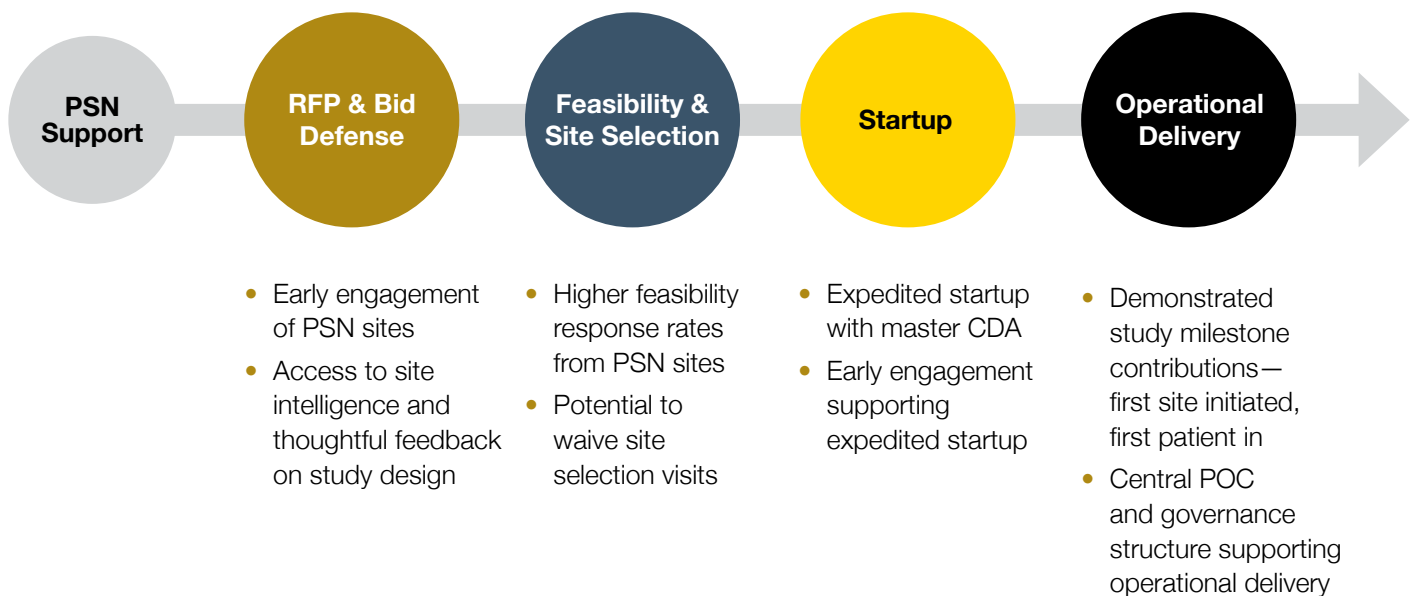 PSN
Support
RFP & Bid
Defense
Feasibility &
Site Selection
Startup
Operational
Delivery
• Early engagement
of PSN sites
• Access to site
intelligence and
thoughtful feedback
on study design
• Higher feasibility
response rates
from PSN sites
• Potential to
waive site
selection visits
• Expedited startup
with master CDA
• Early engagement
supporting
expedited startup
• Demonstrated
study milestone
contributions—
first site initiated,
first patient in
• Central POC
and governance
structure supporting
operational delivery